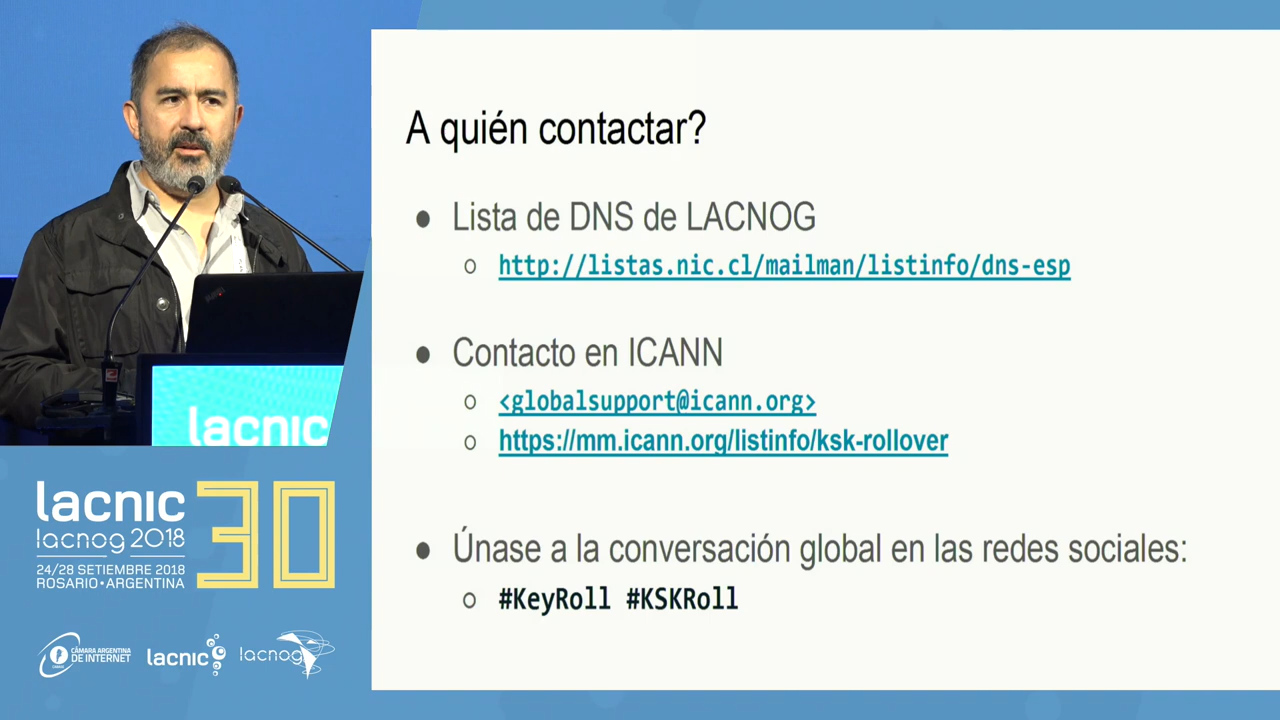 A quién contactar?
● Lista de DNS de LACNOG
o http://listas.nic.cl/mailman/listinfo/dns-esp
● Contacto en ICANN
o <globalsupport@icann.org>
o https://mm.icann.org/listinfo/ksk-rollover
● Únase a la conversación global en las redes sociales:
o #KeyRoll #KSKRoll
lacnic
lacnic 30
lacnog 2018
24/28 SETIEMBRE 2018
ROSARIO • ARGENTINA
CÁMARA ARGENTINA
DE INTERNET
lacnic
lacnog